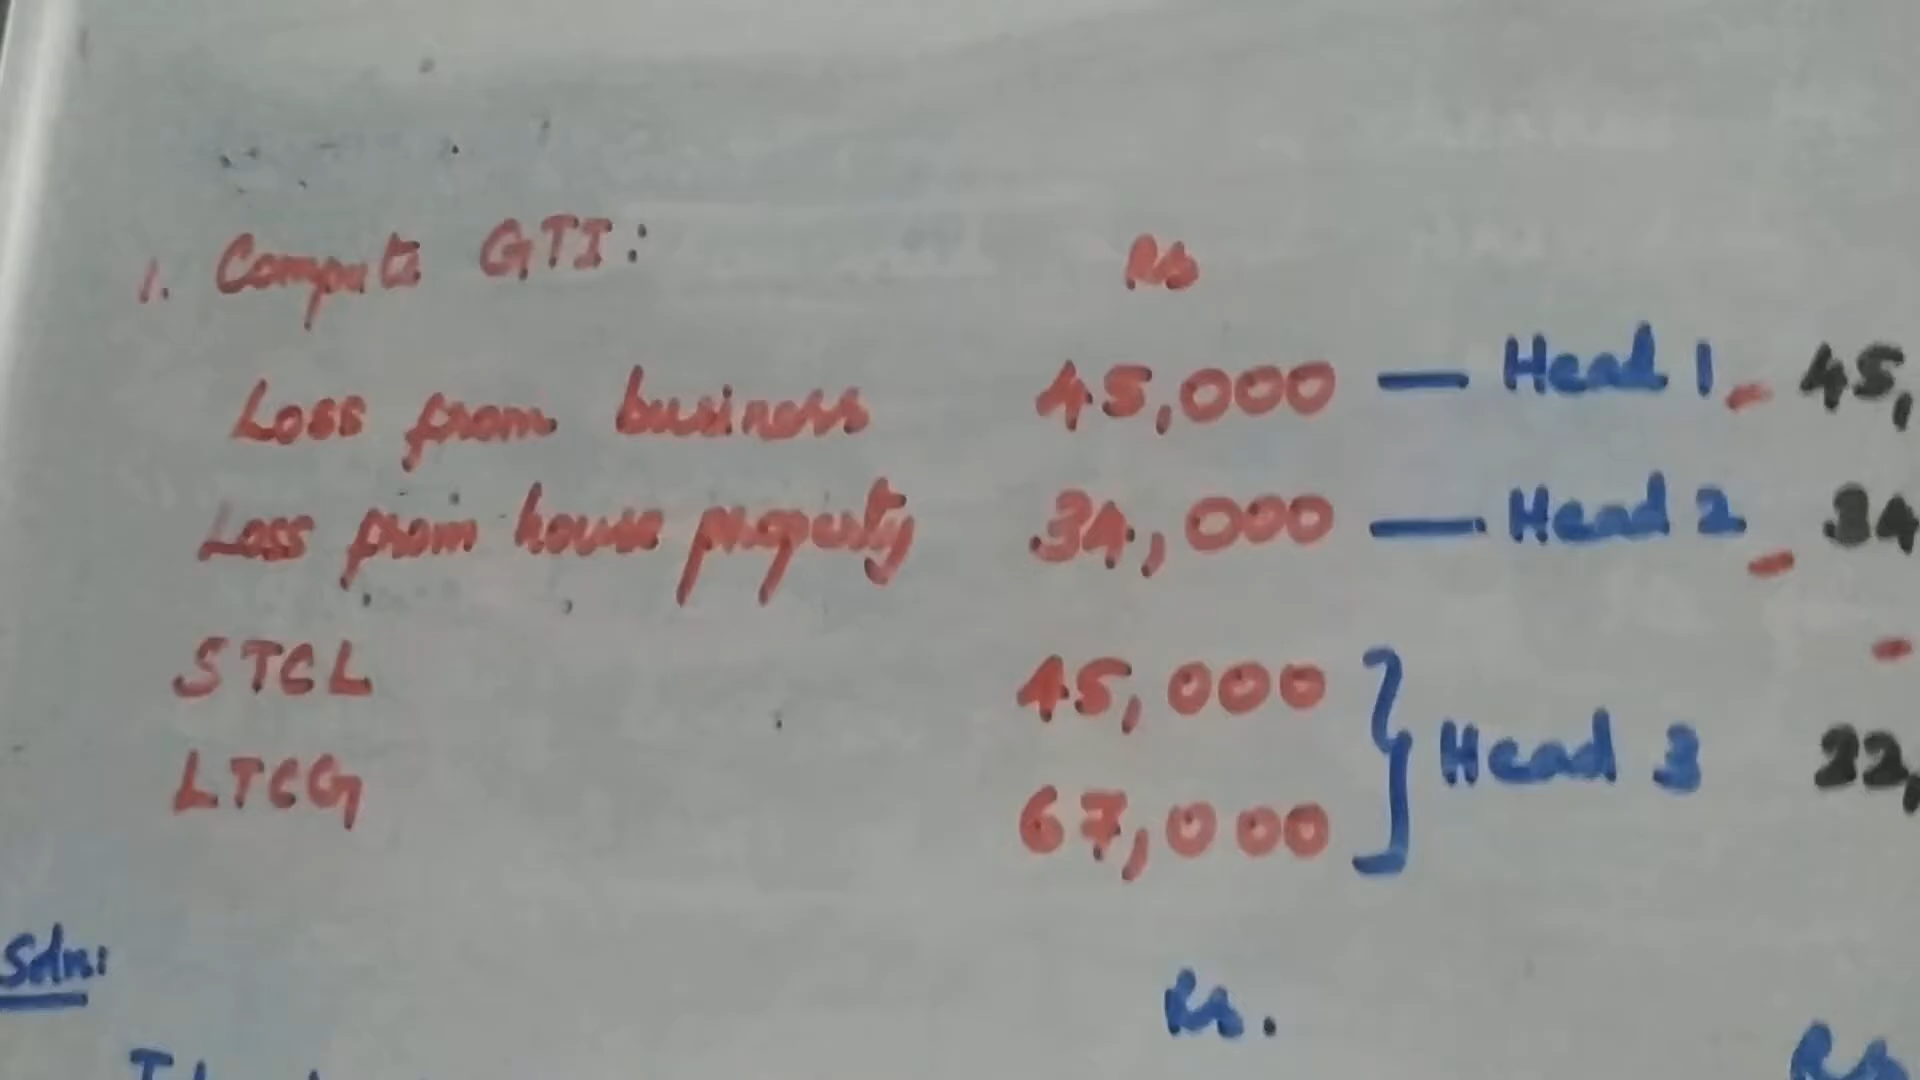 1. Compute GTI: Rs
Loss from business 45,000 — Head 1 - 45,
Loss from house property 34,000 — Head 2 - 34
STCL 45,000
LTCG 67,000 } Head 3 22,
Soln:
Rs.
Rs